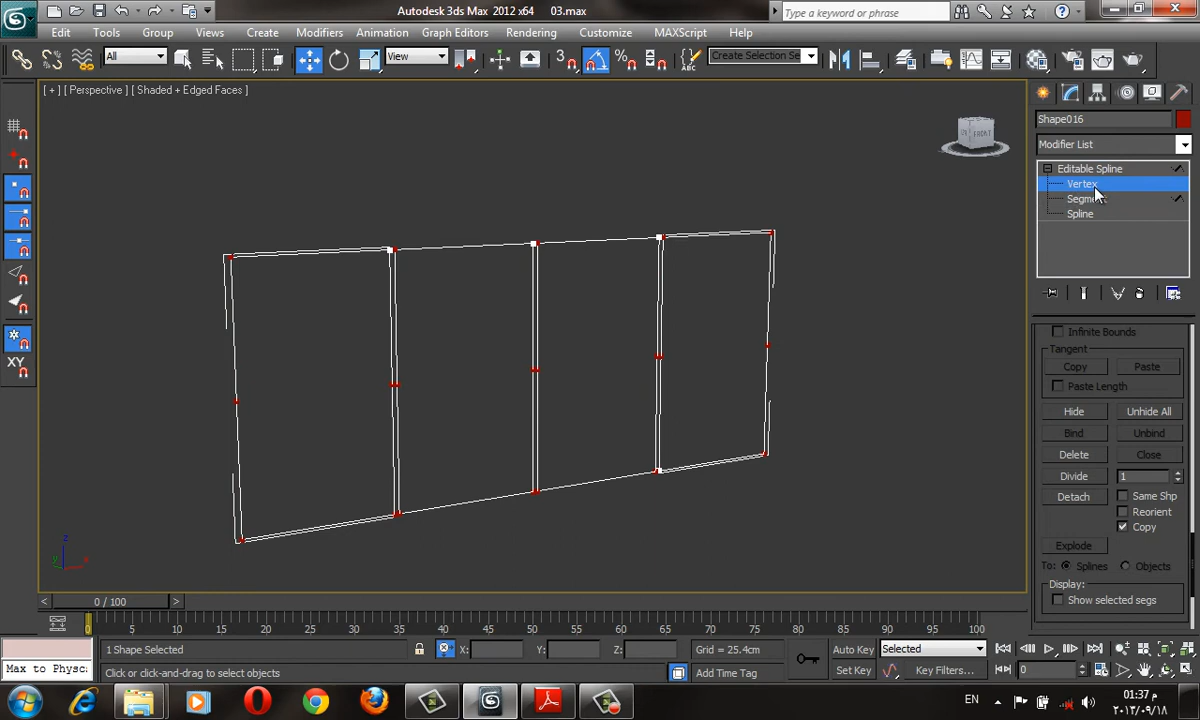 Autodesk 3ds Max 2012 x64 03.max
Type a keyword or phrase
Edit Tools Group Views Create Modifiers Animation Graph Editors Rendering Customize MAXScript Help
All View 3 Create Selection Se
[ + ] [ Perspective ] [ Shaded + Edged Faces ]
FRONT
Shape016
Modifier List
Editable Spline
Vertex
Segment
Spline
XY
Infinite Bounds
Tangent
Copy Paste
Paste Length
Hide Unhide All
Bind Unbind
Delete Close
Divide 1
Detach Same Shp
Reorient
Copy
Explode
To: Splines Objects
Display:
Show selected segs
z
y x
< 0 / 100 >
0 5 10 15 20 25 30 35 40 45 50 55 60 65 70 75 80 85 90 95 100
1 Shape Selected X: Y: Z: Grid = 25.4cm Auto Key Selected
Max to Physc. Click or click-and-drag to select objects Add Time Tag Set Key Key Filters... 0
EN 01:37 م
٢٠١٣/٠٩/١٨